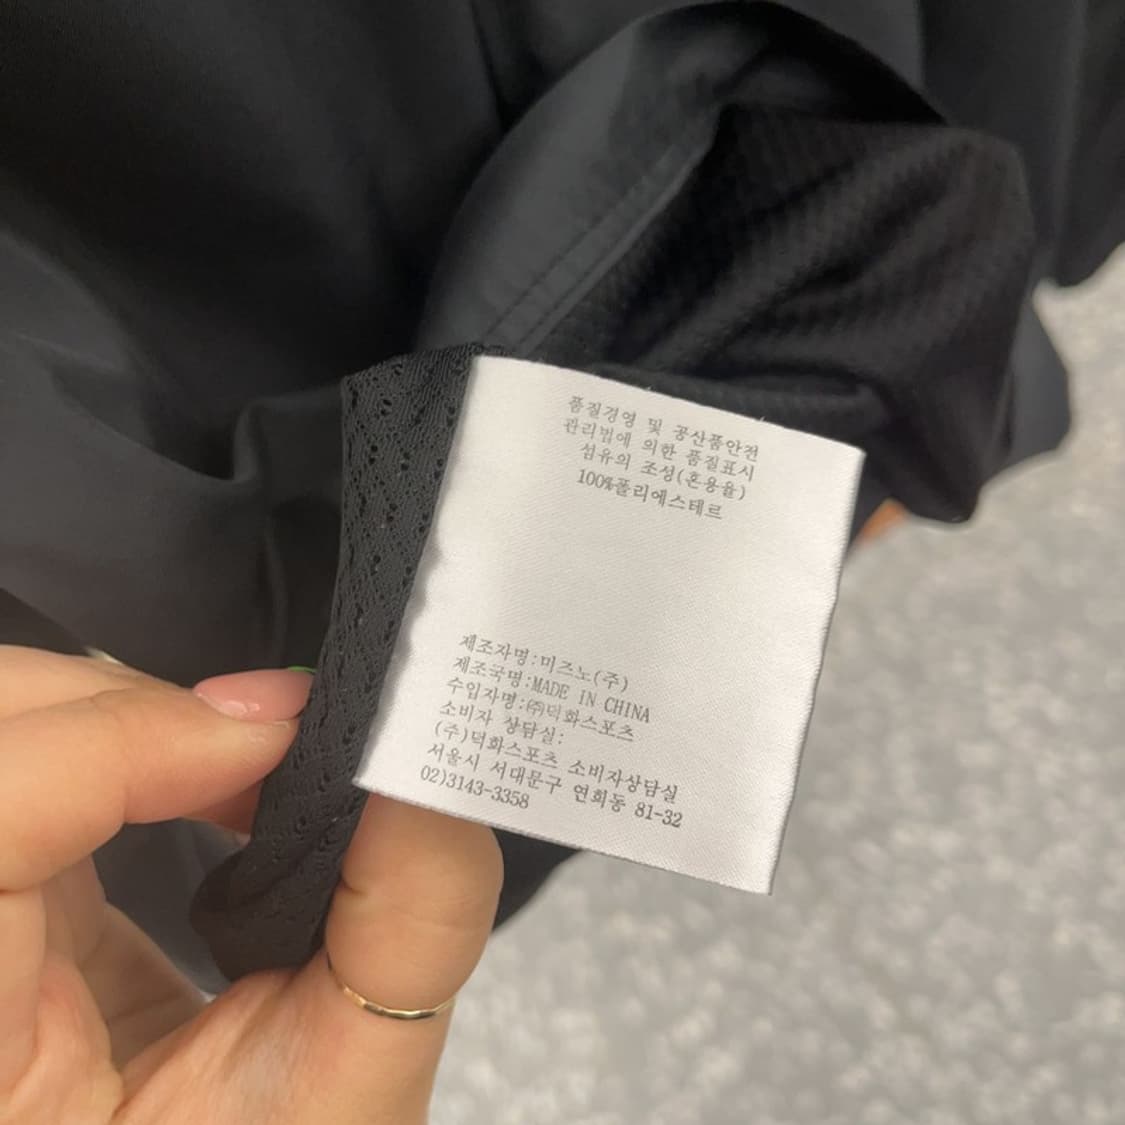 품질경영 및 공산품안전
관리법에 의한 품질표시
섬유의 조성(혼용율)
100%폴리에스테르
제조자명:미즈노(주)
제조국명:MADE IN CHINA
수입자명:㈜덕화스포츠
소비자 상담실:
(주)덕화스포츠 소비자상담실
서울시 서대문구 연희동 81-32
02)3143-3358